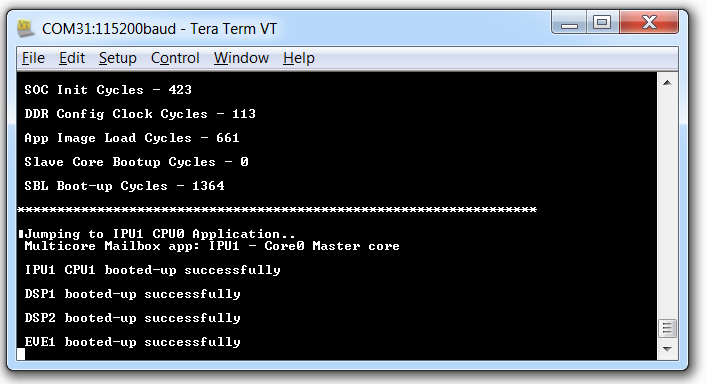 COM31:115200baud - Tera Term VT
File Edit Setup Control Window Help
SOC Init Cycles - 423
DDR Config Clock Cycles - 113
App Image Load Cycles - 661
Slave Core Bootup Cycles - 0
SBL Boot-up Cycles - 1364
*****************************************************************
Jumping to IPU1 CPU0 Application..
Multicore Mailbox app: IPU1 - Core0 Master core
IPU1 CPU1 booted-up successfully
DSP1 booted-up successfully
DSP2 booted-up successfully
EVE1 booted-up successfully